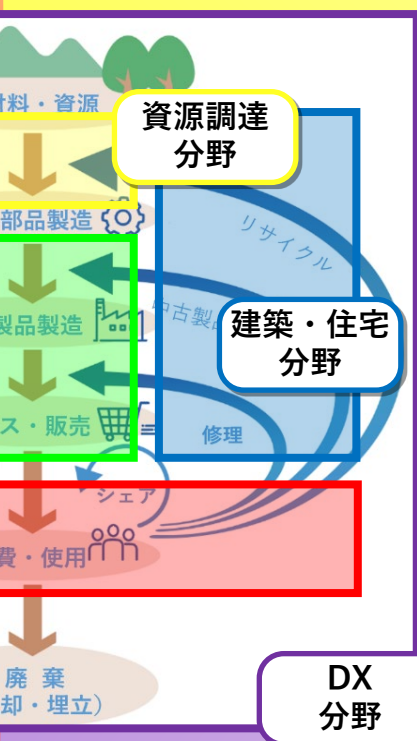 材料・資源
資源調達
分野
部品製造
リサイクル
製品製造
中古製品
建築・住宅
分野
ス・販売
修理
シェア
費・使用
廃 棄
却・埋立）
DX
分野